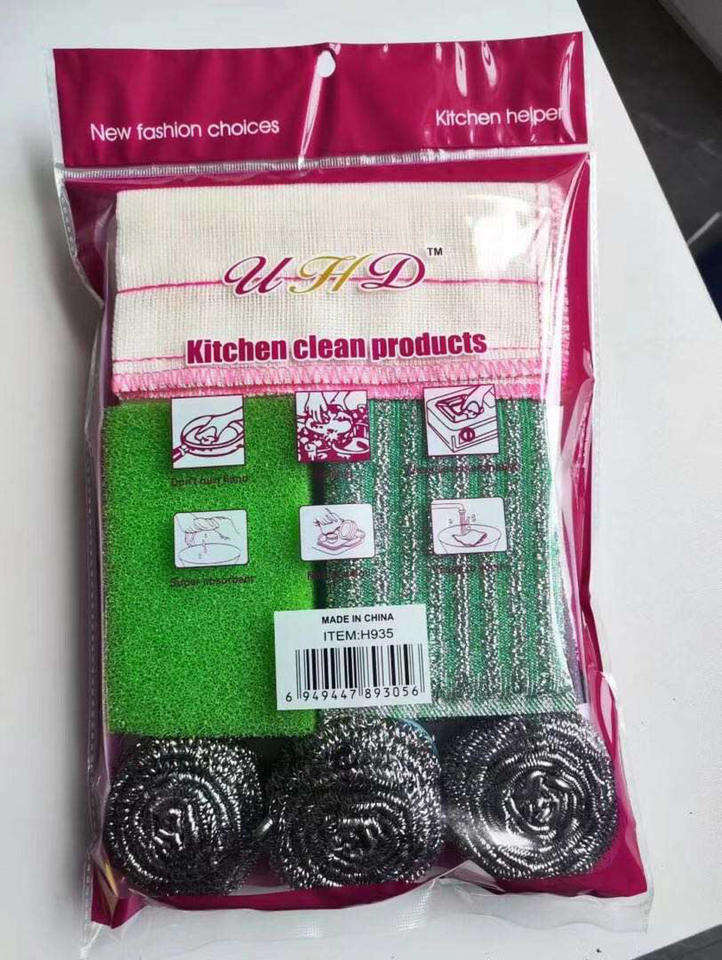 New fashion choices
Kitchen helper
UHD™
Kitchen clean products
Don't hurt hand
Super absorbent
MADE IN CHINA
ITEM:H935
6 949447 893056